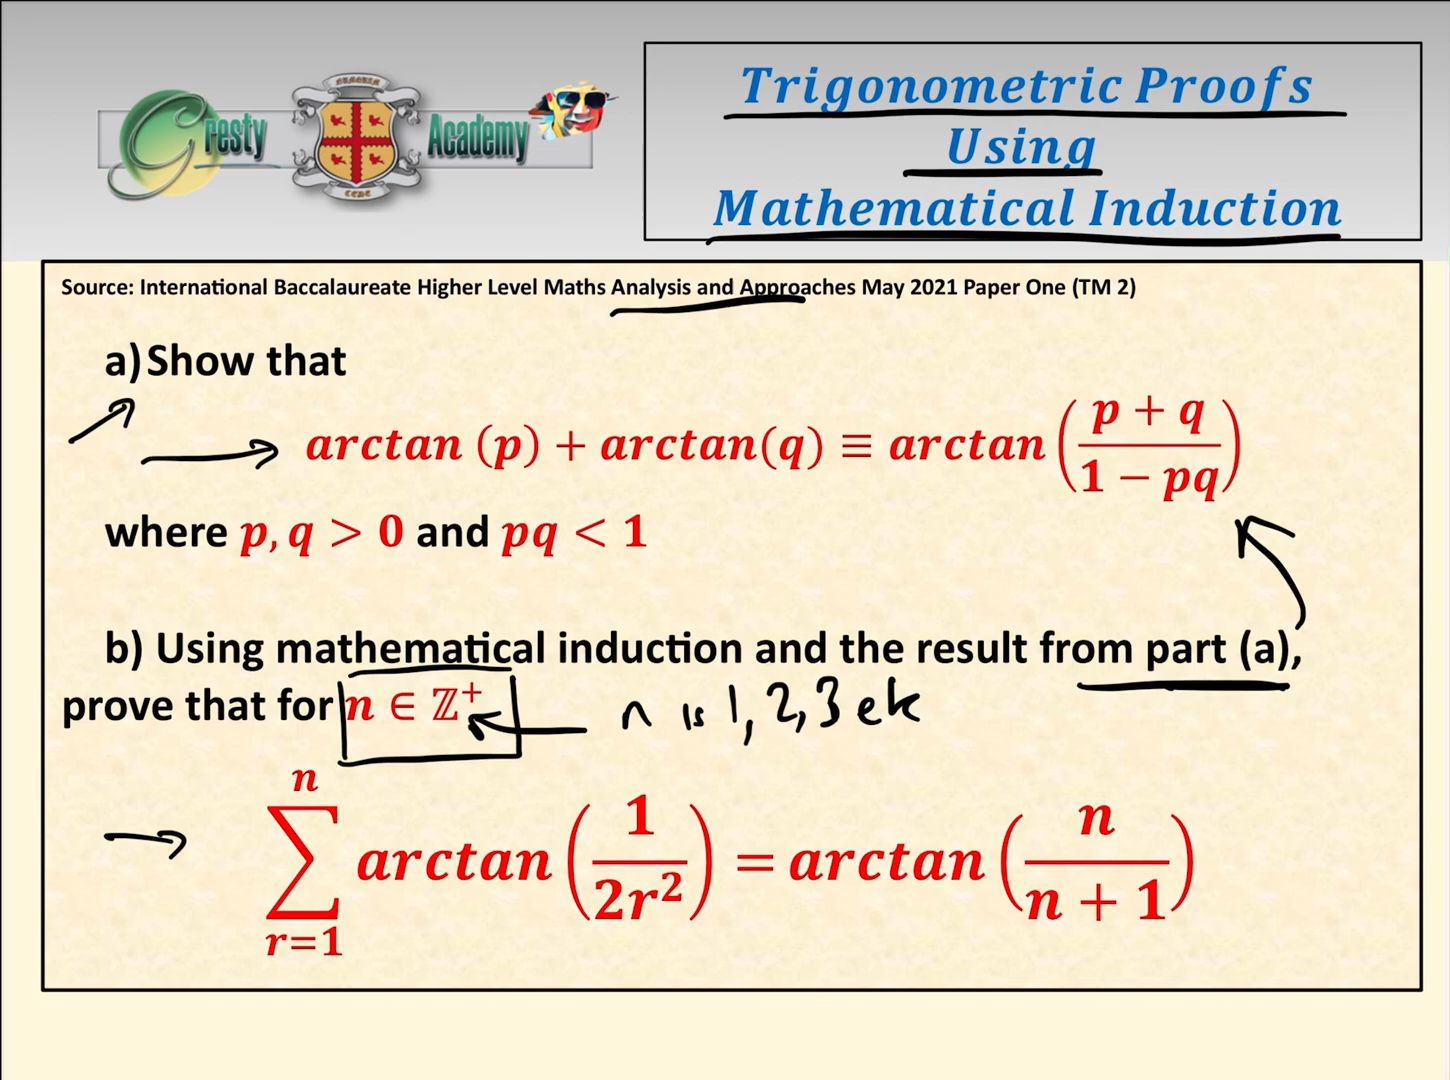 Gresty Academy
Trigonometric Proofs
Using
Mathematical Induction
Source: International Baccalaureate Higher Level Maths Analysis and Approaches May 2021 Paper One (TM 2)
a) Show that
arctan (p) + arctan(q) ≡ arctan ((p + q)/(1 − pq))
where p, q > 0 and pq < 1
b) Using mathematical induction and the result from part (a),
prove that for n ∈ ℤ⁺ n is 1, 2, 3 etc
∑_{r=1}^{n} arctan (1/(2r²)) = arctan (n/(n + 1))